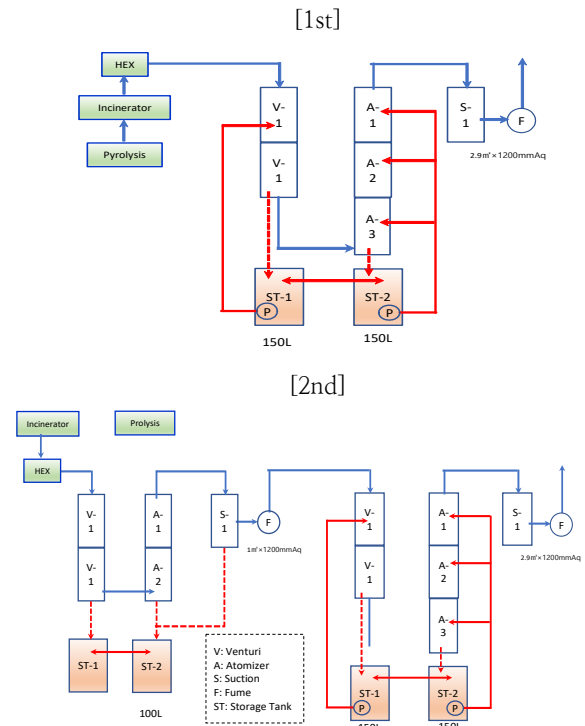 [1st]
HEX
Incinerator
Pyrolysis
V-
1
V-
1
A-
1
A-
2
A-
3
S-
1
F
2.9㎥×1200mmAq
ST-1
P
ST-2
P
150L
150L
[2nd]
Incinerator
Prolysis
HEX
V-
1
V-
1
A-
1
A-
2
S-
1
F
1㎥×1200mmAq
ST-1
ST-2
100L
V: Venturi
A: Atomizer
S: Suction
F: Fume
ST: Storage Tank
V-
1
V-
1
A-
1
A-
2
A-
3
S-
1
F
2.9㎥×1200mmAq
ST-1
P
ST-2
P
150L
150L